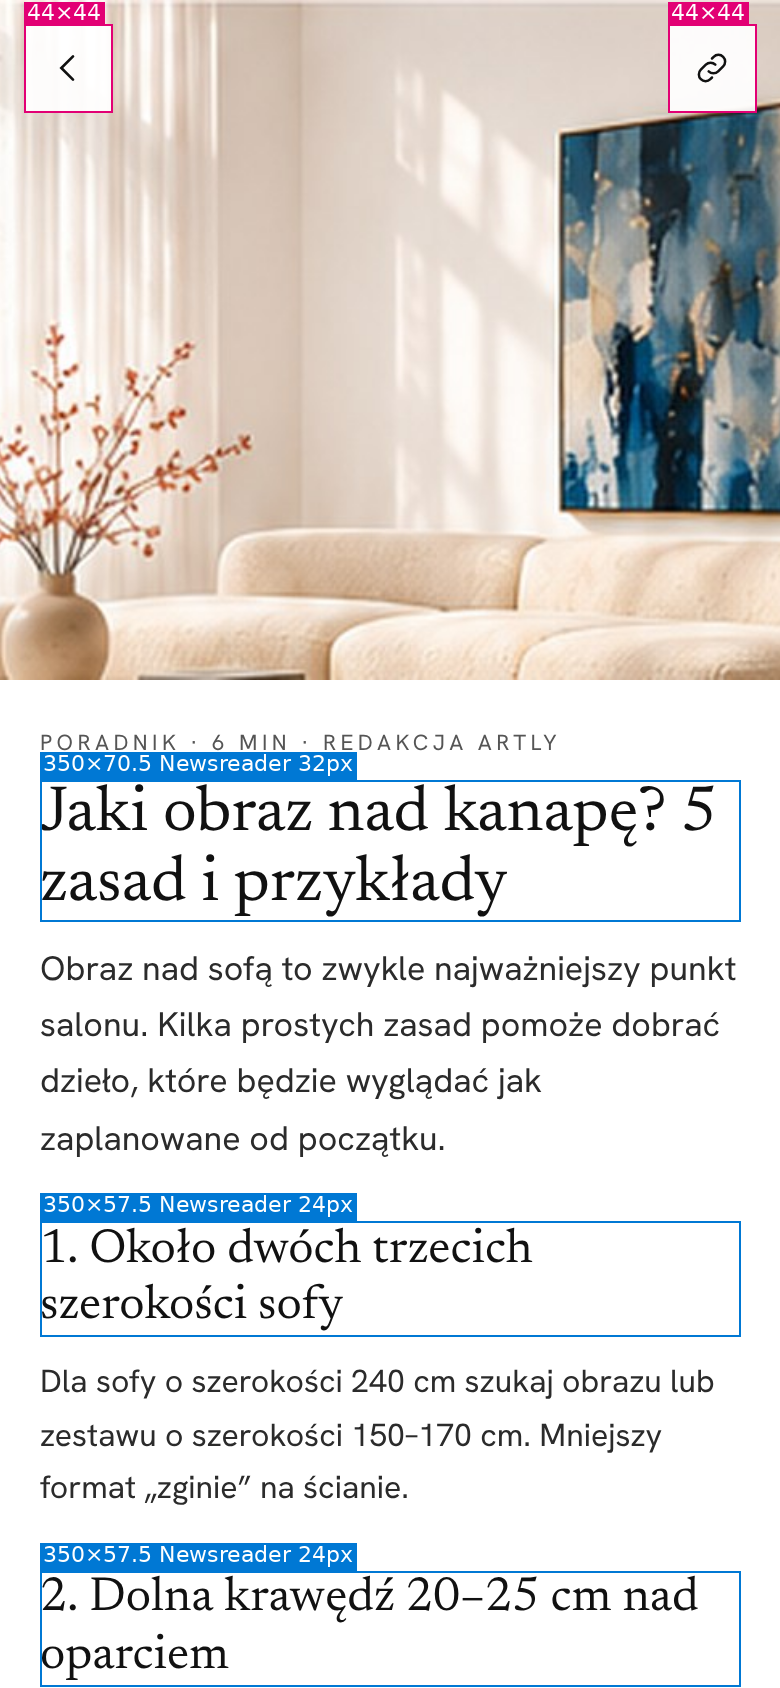 44×44
44×44
PORADNIK · 6 MIN · REDAKCJA ARTLY
350×70.5 Newsreader 32px
Jaki obraz nad kanapę? 5
zasad i przykłady
Obraz nad sofą to zwykle najważniejszy punkt
salonu. Kilka prostych zasad pomoże dobrać
dzieło, które będzie wyglądać jak
zaplanowane od początku.
350×57.5 Newsreader 24px
1. Około dwóch trzecich
szerokości sofy
Dla sofy o szerokości 240 cm szukaj obrazu lub
zestawu o szerokości 150–170 cm. Mniejszy
format „zginie” na ścianie.
350×57.5 Newsreader 24px
2. Dolna krawędź 20–25 cm nad
oparciem